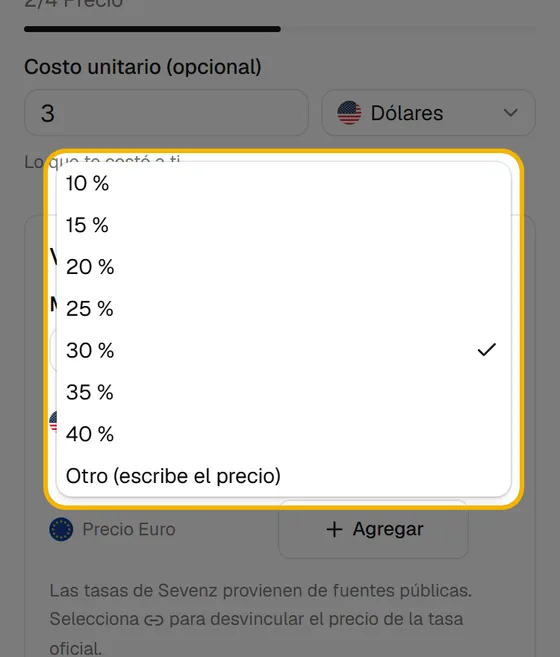 2/4 Precio
Costo unitario (opcional)
3
Dólares
Lo que te costó a ti
10 %
15 %
20 %
25 %
30 %
35 %
40 %
Otro (escribe el precio)
Precio Euro
+ Agregar
Las tasas de Sevenz provienen de fuentes públicas.
Selecciona para desvincular el precio de la tasa
oficial.